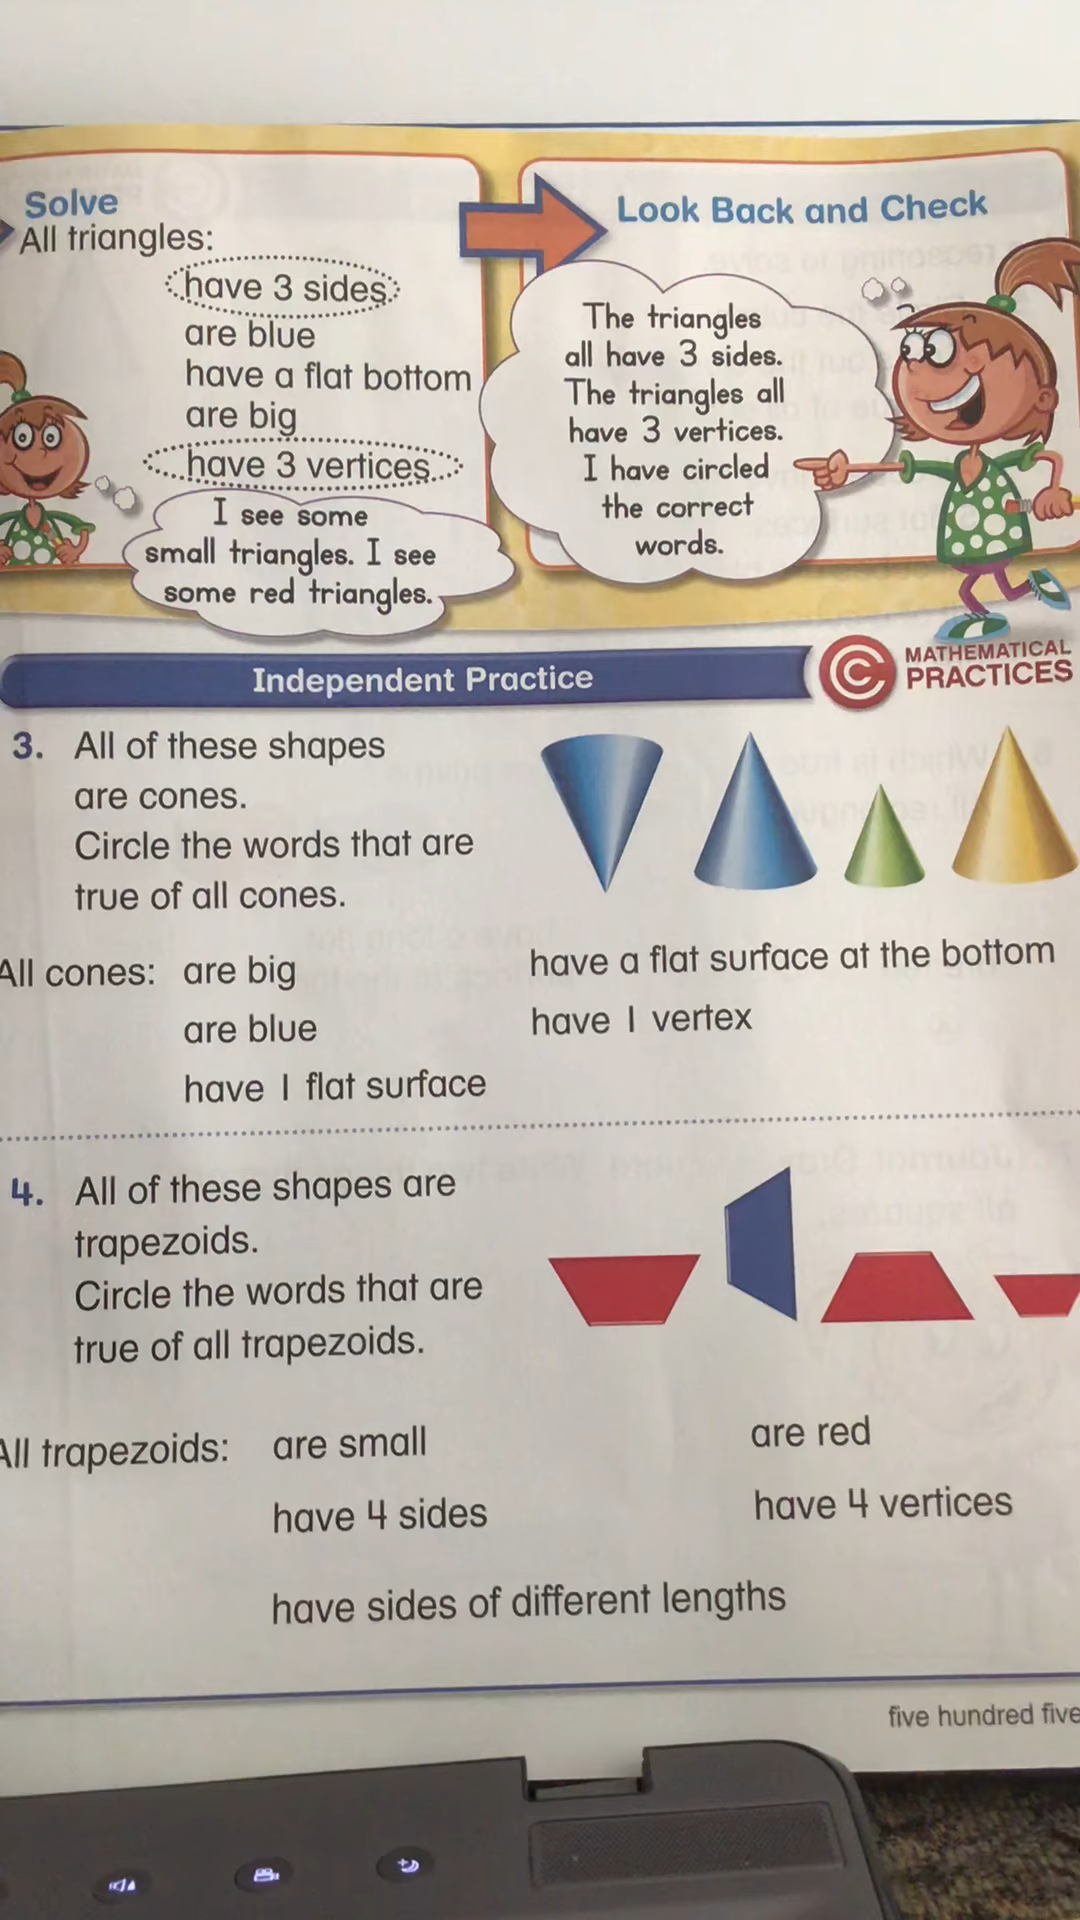 Solve
All triangles:
have 3 sides
are blue
have a flat bottom
are big
have 3 vertices
I see some
small triangles. I see
some red triangles.
Look Back and Check
The triangles
all have 3 sides.
The triangles all
have 3 vertices.
I have circled
the correct
words.
Independent Practice
MATHEMATICAL
PRACTICES
3. All of these shapes
are cones.
Circle the words that are
true of all cones.
All cones: are big
are blue
have 1 flat surface
have a flat surface at the bottom
have 1 vertex
4. All of these shapes are
trapezoids.
Circle the words that are
true of all trapezoids.
All trapezoids: are small
are red
have 4 sides
have 4 vertices
have sides of different lengths
five hundred five